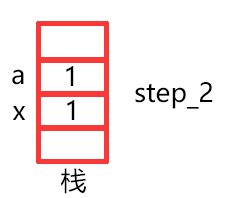 a 1
x 1
step_2
栈